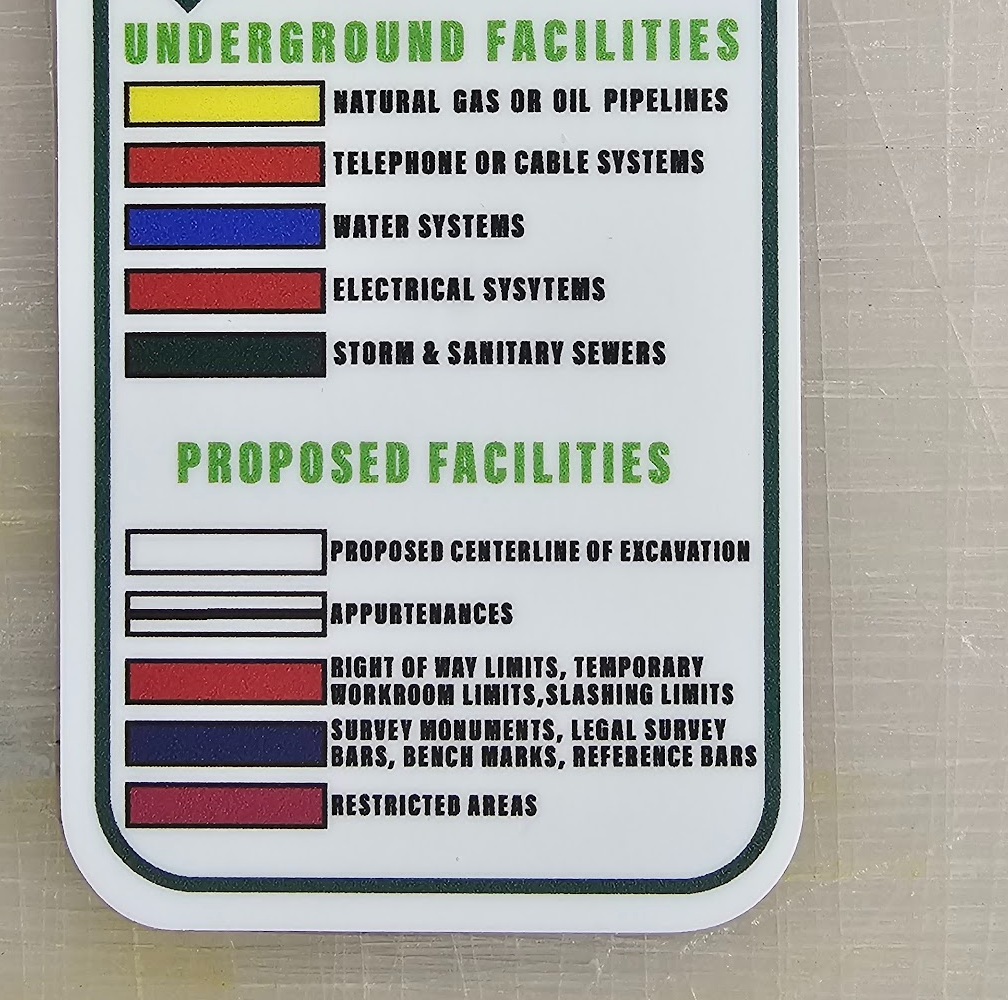 UNDERGROUND FACILITIES
NATURAL GAS OR OIL PIPELINES
TELEPHONE OR CABLE SYSTEMS
WATER SYSTEMS
ELECTRICAL SYSYTEMS
STORM & SANITARY SEWERS
PROPOSED FACILITIES
PROPOSED CENTERLINE OF EXCAVATION
APPURTENANCES
RIGHT OF WAY LIMITS, TEMPORARY
WORKROOM LIMITS,SLASHING LIMITS
SURVEY MONUMENTS, LEGAL SURVEY
BARS, BENCH MARKS, REFERENCE BARS
RESTRICTED AREAS